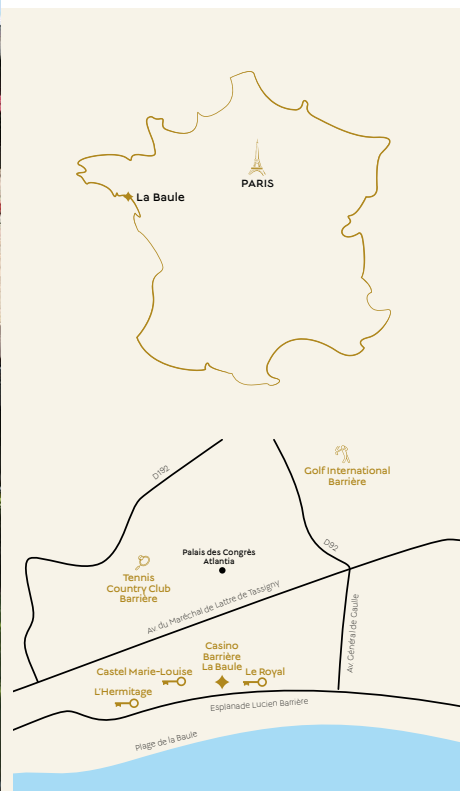 PARIS
La Baule
Golf International
Barrière
D192
D92
Palais des Congrès
Atlantia
Tennis
Country Club
Barrière
Av. du Maréchal de Lattre de Tassigny
Av. Général de Gaulle
Casino
Barrière
La Baule
Castel Marie-Louise
Le Royal
L'Hermitage
Esplanade Lucien Barrière
Plage de la Baule